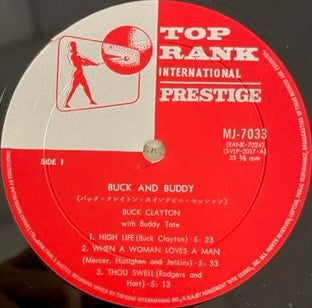 TOP
RANK
INTERNATIONAL
PRESTIGE
MJ-7033
(RANK-7024)
(SVLP-2017-A)
33 ⅓ rpm
SIDE 1
BUCK AND BUDDY
(バック・クレイトン・スイングビル・セッション)
BUCK CLAYTON
with Buddy Tate
1. HIGH LIFE (Buck Clayton)・5: 23
2. WHEN A WOMAN LOVES A MAN
(Mercer, Hanighen and Jenkins)・5: 33
3. THOU SWELL (Rodgers and
Hart)・5: 13